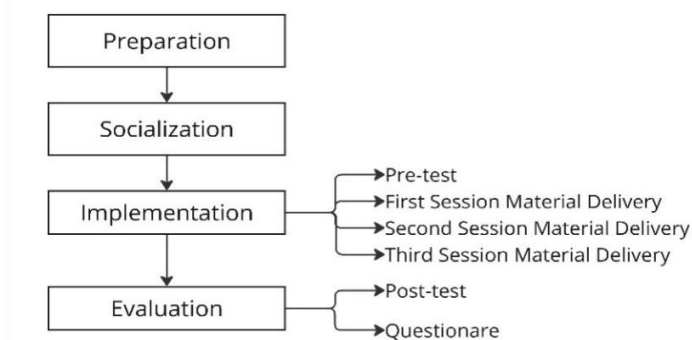 Preparation
Socialization
Implementation
Pre-test
First Session Material Delivery
Second Session Material Delivery
Third Session Material Delivery
Evaluation
Post-test
Questionare